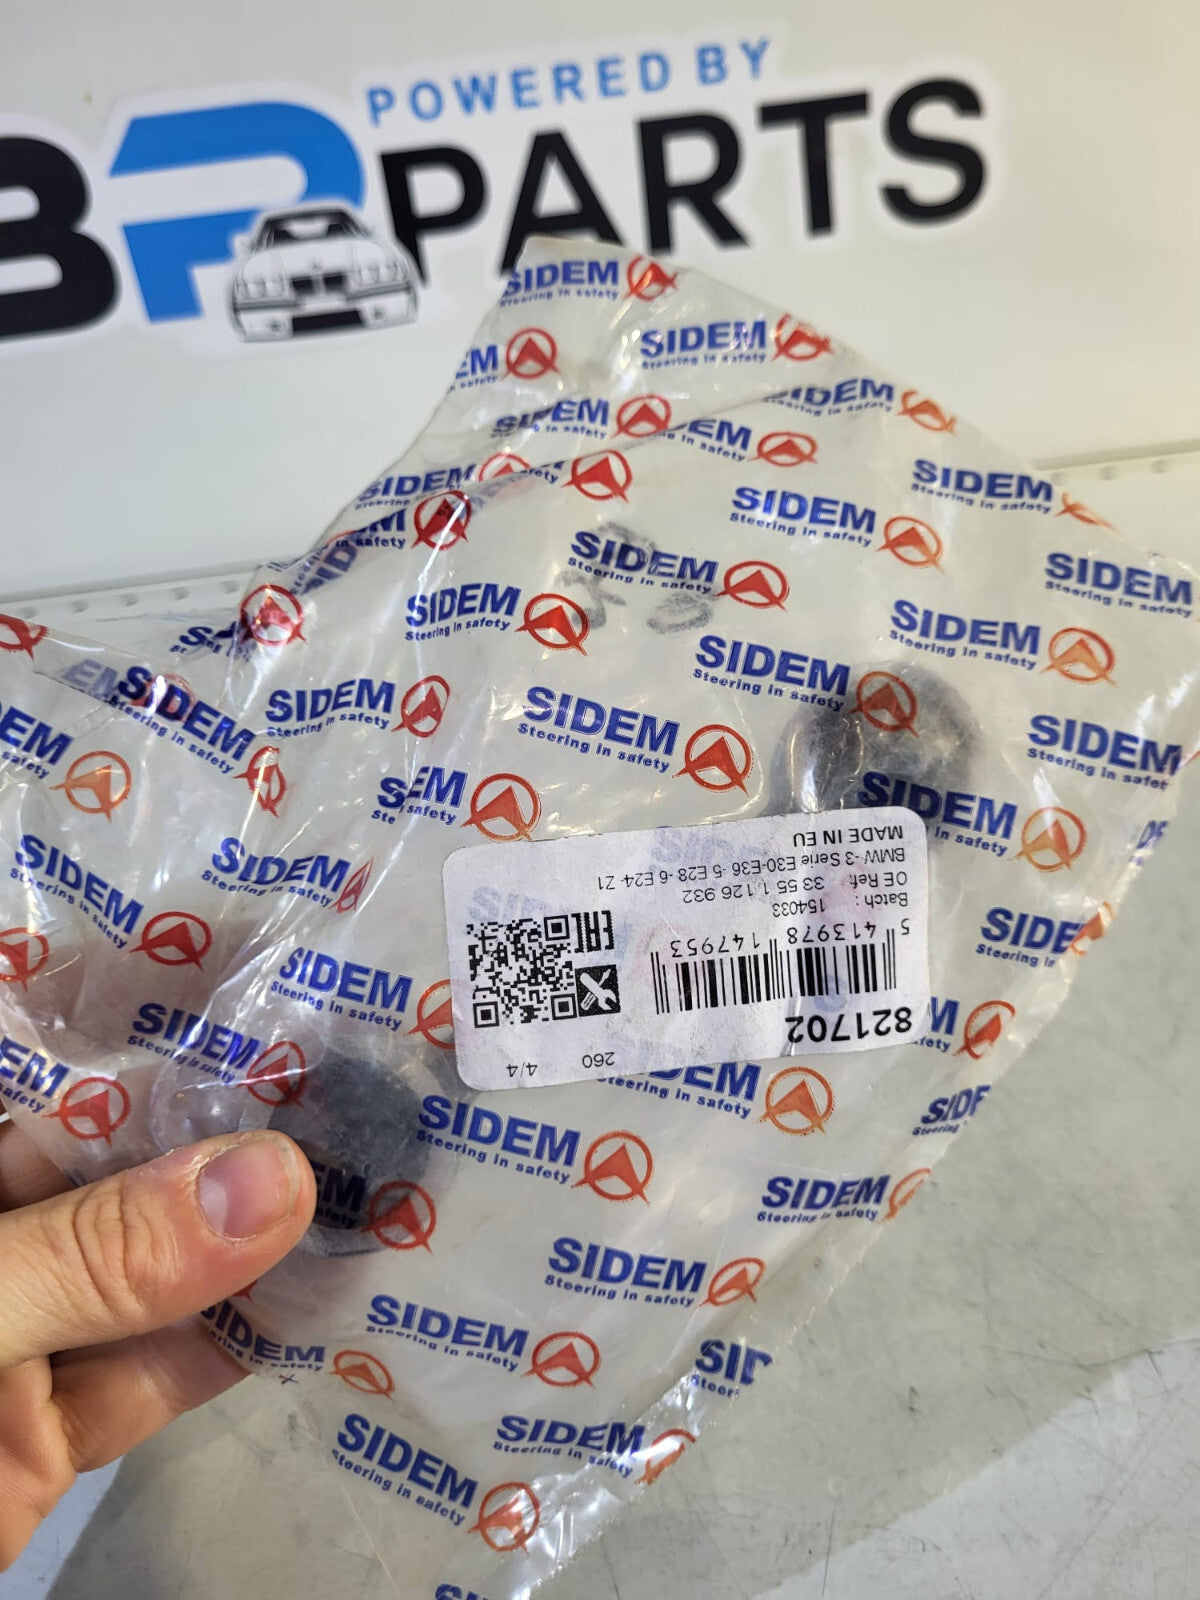 POWERED BY
B PARTS
SIDEM
Steering in safety
821702
260
4/4
5 413978 147953
Batch : 154033
OE Ref: 33 55 1 126 932
BMW -3 Serie E30-E36 -5 E28 -6 E24- Z1
MADE IN EU
EAC